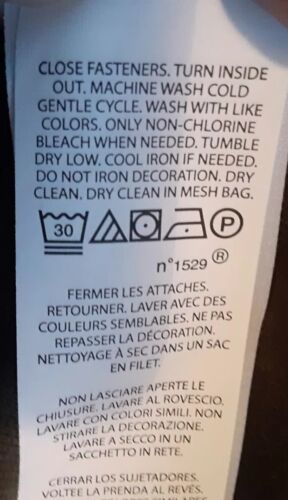 CLOSE FASTENERS. TURN INSIDE
OUT. MACHINE WASH COLD
GENTLE CYCLE. WASH WITH LIKE
COLORS. ONLY NON-CHLORINE
BLEACH WHEN NEEDED. TUMBLE
DRY LOW. COOL IRON IF NEEDED.
DO NOT IRON DECORATION. DRY
CLEAN. DRY CLEAN IN MESH BAG.
30 P
n°1529 ®
FERMER LES ATTACHES.
RETOURNER. LAVER AVEC DES
COULEURS SEMBLABLES. NE PAS
REPASSER LA DÉCORATION.
NETTOYAGE À SEC DANS UN SAC
EN FILET.
NON LASCIARE APERTE LE
CHIUSURE. LAVARE AL ROVESCIO.
LAVARE CON COLORI SIMILI. NON
STIRARE LA DECORAZIONE.
LAVARE A SECCO IN UN
SACCHETTO IN RETE.
CERRAR LOS SUJETADORES.
VOLTEE LA PRENDA AL REVÉS.